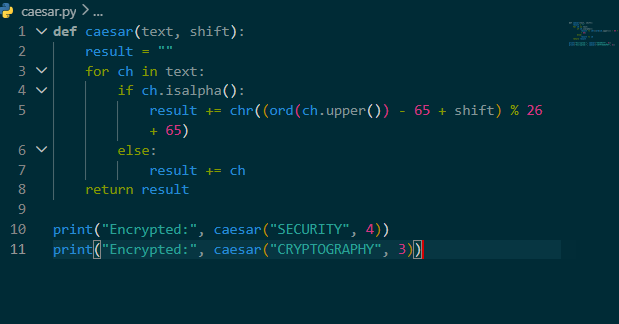 caesar.py > ...
1 def caesar(text, shift):
2     result = ""
3     for ch in text:
4         if ch.isalpha():
5             result += chr((ord(ch.upper()) - 65 + shift) % 26
            + 65)
6         else:
7             result += ch
8     return result
9
10 print("Encrypted:", caesar("SECURITY", 4))
11 print("Encrypted:", caesar("CRYPTOGRAPHY", 3))